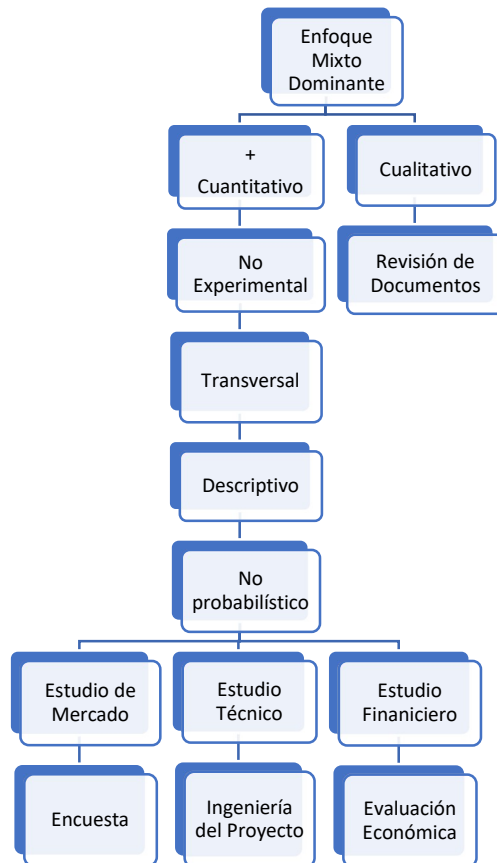 Enfoque
Mixto
Dominante
+
Cuantitativo
Cualitativo
No
Experimental
Revisión de
Documentos
Transversal
Descriptivo
No
probabilístico
Estudio de
Mercado
Estudio
Técnico
Estudio
Finaniciero
Encuesta
Ingeniería
del Proyecto
Evaluación
Económica